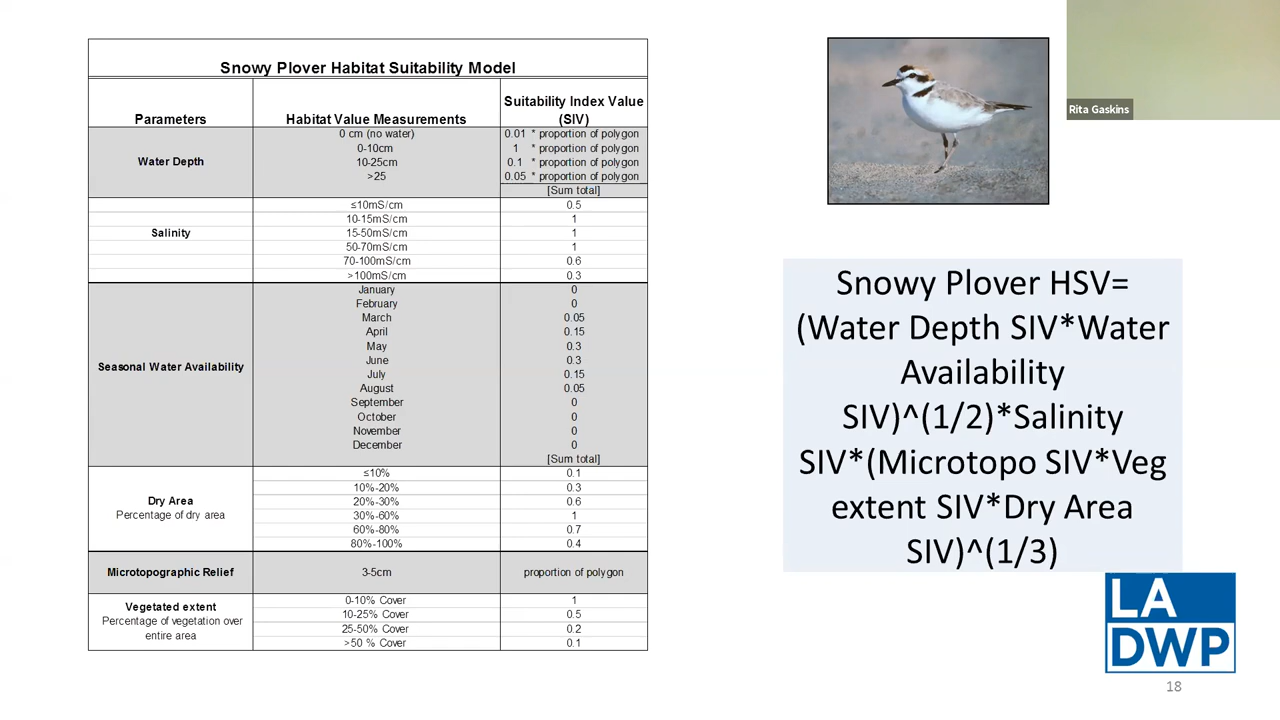 Snowy Plover Habitat Suitability Model
Parameters Habitat Value Measurements Suitability Index Value (SIV)
Water Depth
0 cm (no water) 0.01 * proportion of polygon
0-10cm 1 * proportion of polygon
10-25cm 0.1 * proportion of polygon
>25 0.05 * proportion of polygon
[Sum total]
Salinity
≤10mS/cm 0.5
10-15mS/cm 1
15-50mS/cm 1
50-70mS/cm 1
70-100mS/cm 0.6
>100mS/cm 0.3
Seasonal Water Availability
January 0
February 0
March 0.05
April 0.15
May 0.3
June 0.3
July 0.15
August 0.05
September 0
October 0
November 0
December 0
[Sum total]
Dry Area
Percentage of dry area
≤10% 0.1
10%-20% 0.3
20%-30% 0.6
30%-60% 1
60%-80% 0.7
80%-100% 0.4
Microtopographic Relief 3-5cm proportion of polygon
Vegetated extent
Percentage of vegetation over
entire area
0-10% Cover 1
10-25% Cover 0.5
25-50% Cover 0.2
>50 % Cover 0.1
Rita Gaskins
Snowy Plover HSV=
(Water Depth SIV*Water
Availability
SIV)^(1/2)*Salinity
SIV*(Microtopo SIV*Veg
extent SIV*Dry Area
SIV)^(1/3)
LA
DWP
18